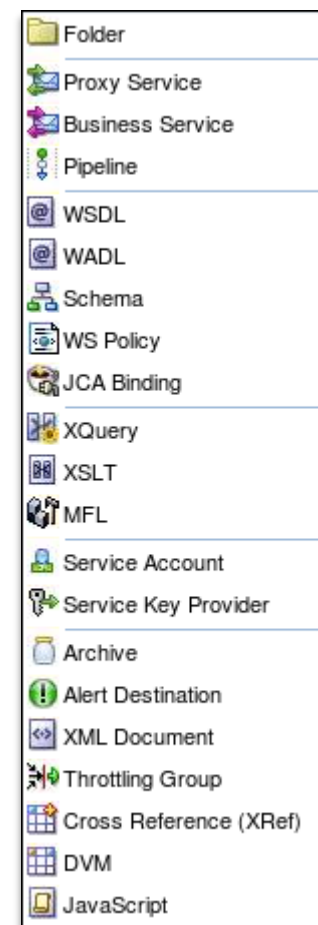 Folder
Proxy Service
Business Service
Pipeline
WSDL
WADL
Schema
WS Policy
JCA Binding
XQuery
XSLT
MFL
Service Account
Service Key Provider
Archive
Alert Destination
XML Document
Throttling Group
Cross Reference (XRef)
DVM
JavaScript